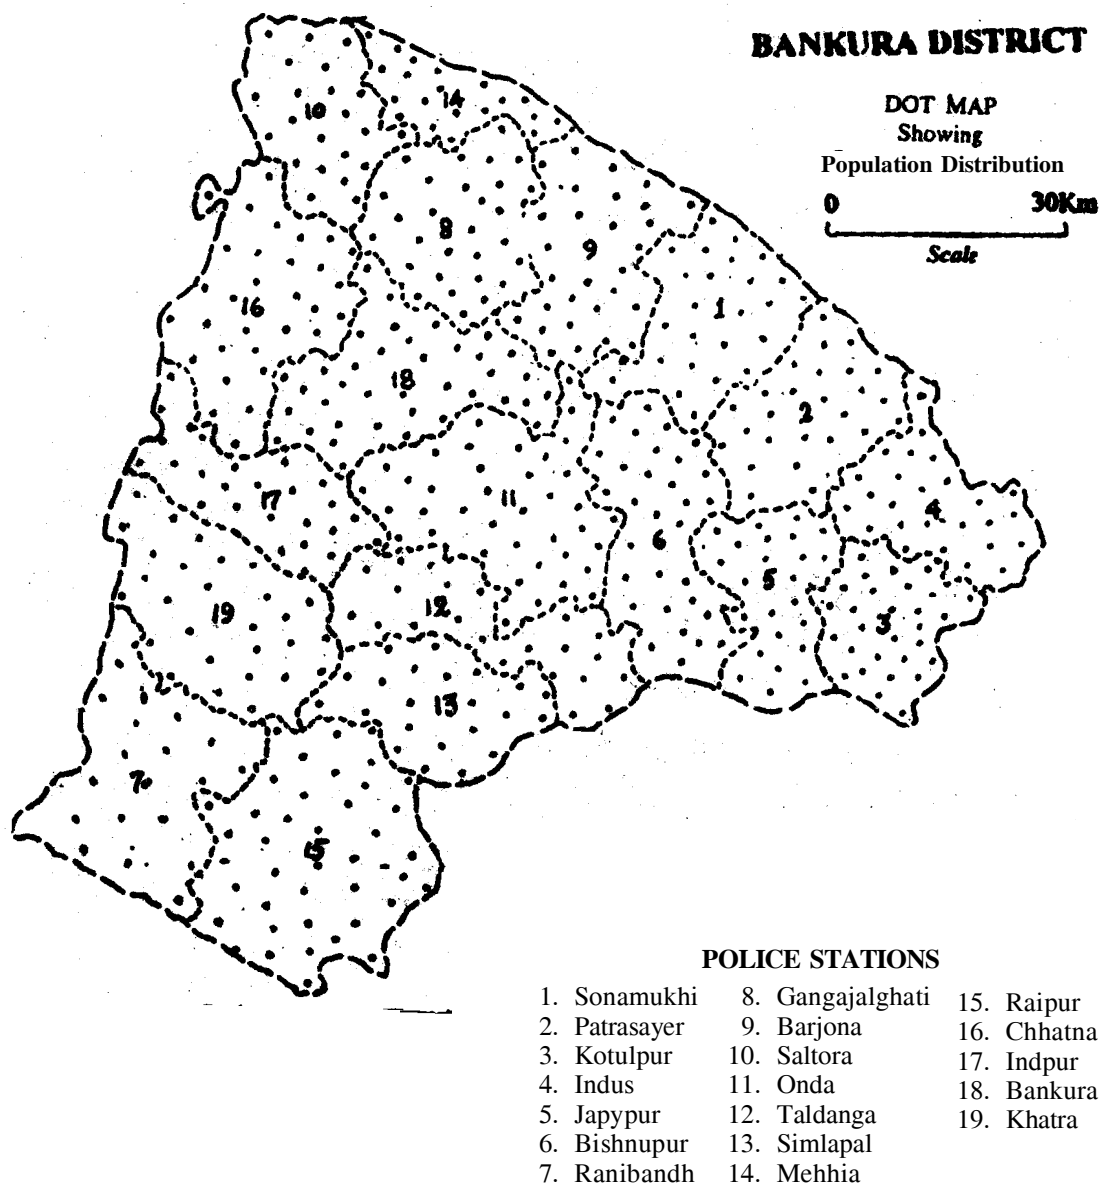 BANKURA DISTRICT
DOT MAP
Showing
Population Distribution
0 30Km
Scale
10
14
8
9
16
1
18
2
17
11
4
6
5
19
12
3
13
7
15
POLICE STATIONS
1. Sonamukhi
2. Patrasayer
3. Kotulpur
4. Indus
5. Japypur
6. Bishnupur
7. Ranibandh
8. Gangajalghati
9. Barjona
10. Saltora
11. Onda
12. Taldanga
13. Simlapal
14. Mehhia
15. Raipur
16. Chhatna
17. Indpur
18. Bankura
19. Khatra